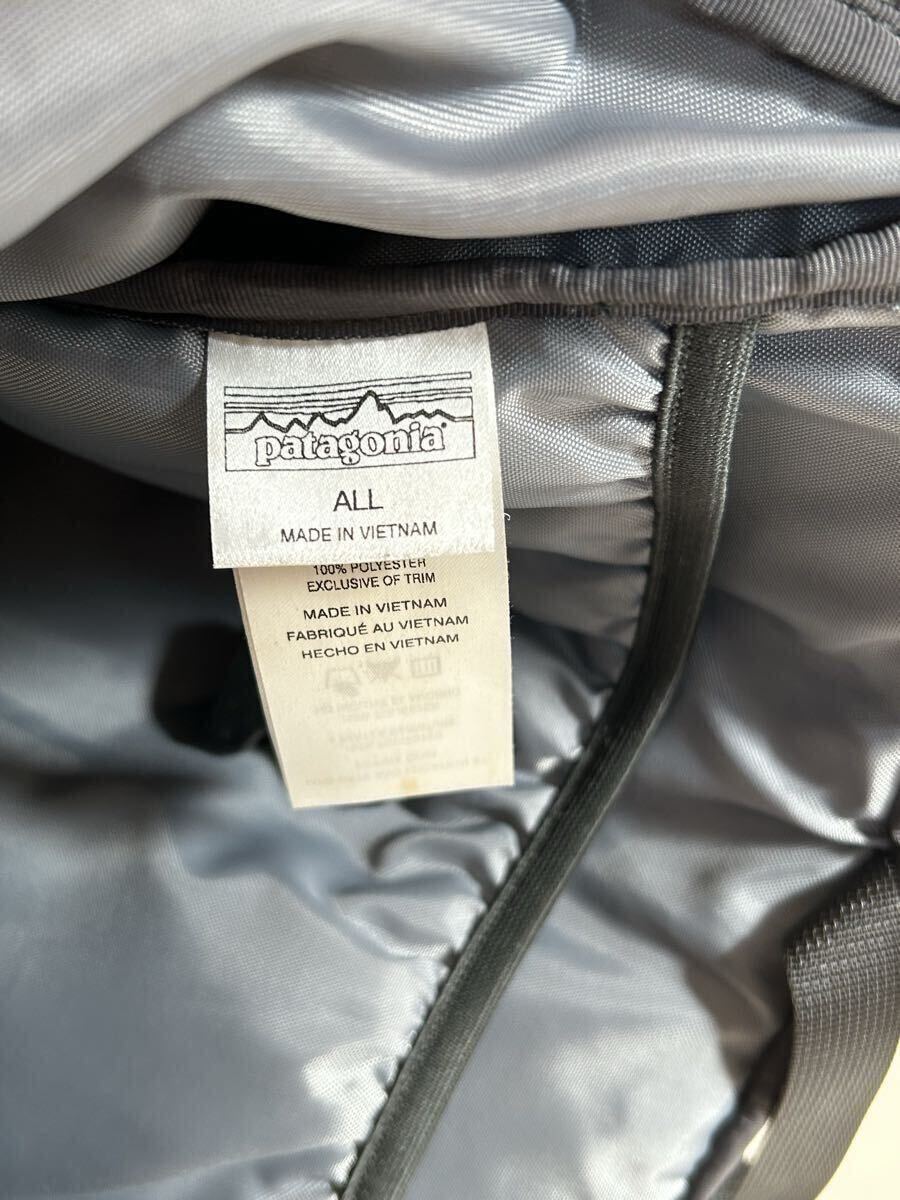 patagonia
ALL
MADE IN VIETNAM
100% POLYESTER
EXCLUSIVE OF TRIM
MADE IN VIETNAM
FABRIQUÉ AU VIETNAM
HECHO EN VIETNAM